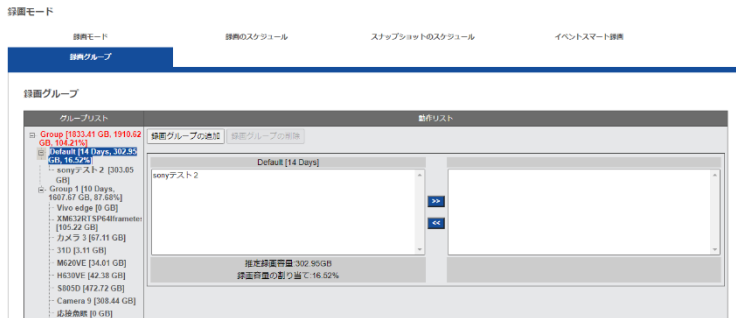 録画モード
録画モード 録画のスケジュール スナップショットのスケジュール イベントスマート録画
録画グループ
録画グループ
グループリスト 動作リスト
Group [1833.41 GB, 1910.62
GB, 104.21%]
Default [14 Days, 302.95
GB, 16.52%]
sonyテスト2 [303.05
GB]
Group 1 [10 Days,
1607.67 GB, 87.68%]
Vivo edge [0 GB]
XM632RTSP64Iframeter
[105.22 GB]
カメラ 3 [67.11 GB]
31D [3.11 GB]
M620VE [34.01 GB]
H630VE [42.38 GB]
S805D [472.72 GB]
Camera 9 [308.44 GB]
応接魚眼 [0 GB]
録画グループの追加 録画グループの削除
Default [14 Days]
sonyテスト2
>>
<<
推定録画容量:302.95GB
録画容量の割り当て:16.52%